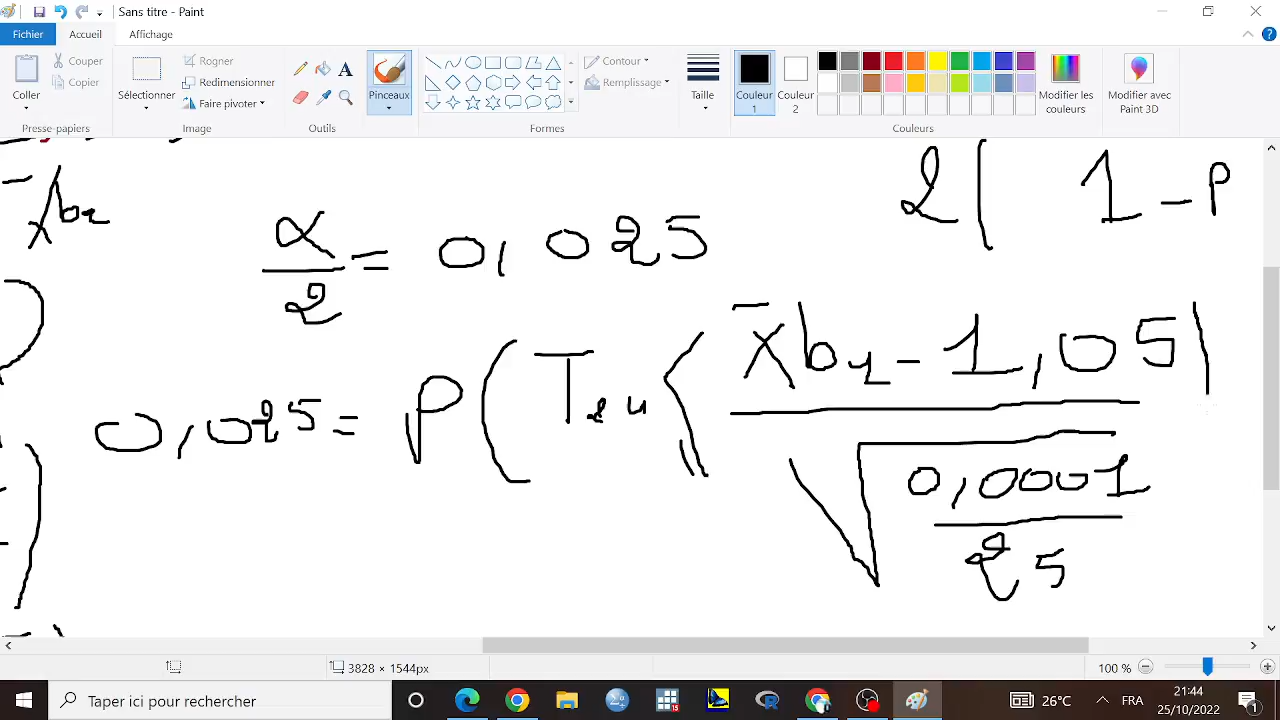 Sans titre - Paint
Fichier Accueil Affichage
Coller Couper Copier
Presse-papiers
Sélectionner Rogner Redimensionner Faire pivoter
Image
Pinceaux
Outils
Contour Remplissage
Formes
Taille
Couleur 1 Couleur 2 Modifier les couleurs Modifier avec Paint 3D
Couleurs
2( 1 - P
α/2 = 0,025
0,025 = P(T24 < (x̄b1 - 1,05)
√(0,0001/25)
3828 × 1544px
100 %
Taper ici pour rechercher
26°C
FRA
21:44
25/10/2022